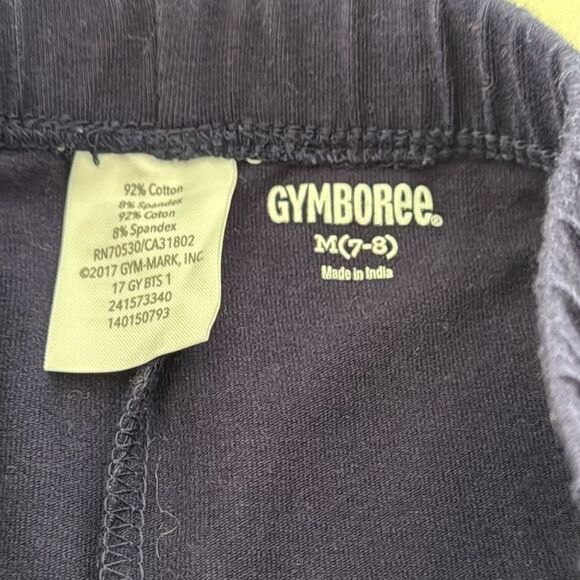 92% Cotton
8% Spandex
92% Coton
8% Spandex
RN70530/CA31802
©2017 GYM-MARK, INC
17 GY BTS 1
241573340
140150793
GYMBOREE®
M(7-8)
Made in India